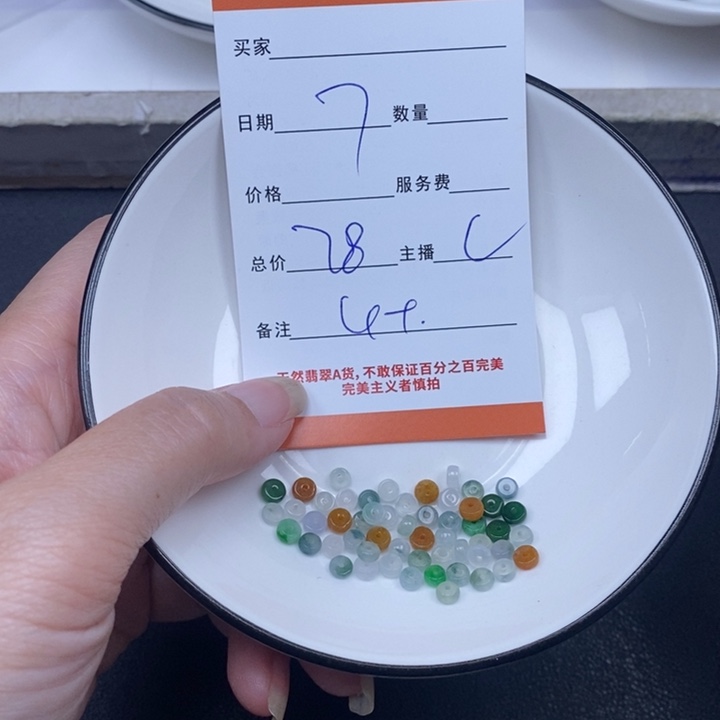 买家
日期 7 数量
价格 服务费
总价 78 主播 C
备注 4个.
天然翡翠A货,不敢保证百分之百完美
完美主义者慎拍